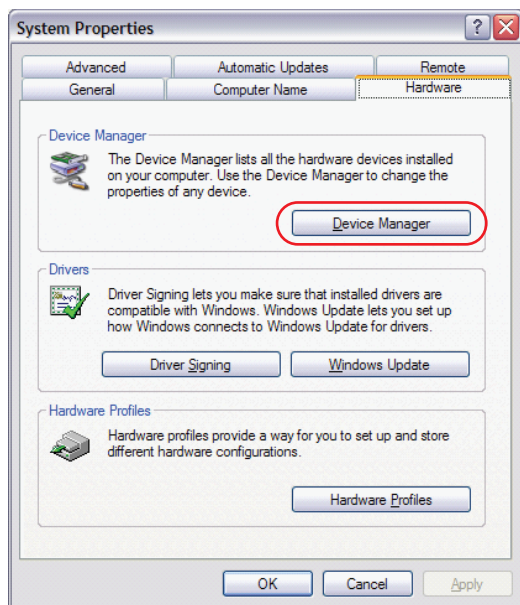 System Properties
Advanced Automatic Updates Remote
General Computer Name Hardware
Device Manager
The Device Manager lists all the hardware devices installed
on your computer. Use the Device Manager to change the
properties of any device.
Device Manager
Drivers
Driver Signing lets you make sure that installed drivers are
compatible with Windows. Windows Update lets you set up
how Windows connects to Windows Update for drivers.
Driver Signing Windows Update
Hardware Profiles
Hardware profiles provide a way for you to set up and store
different hardware configurations.
Hardware Profiles
OK Cancel Apply